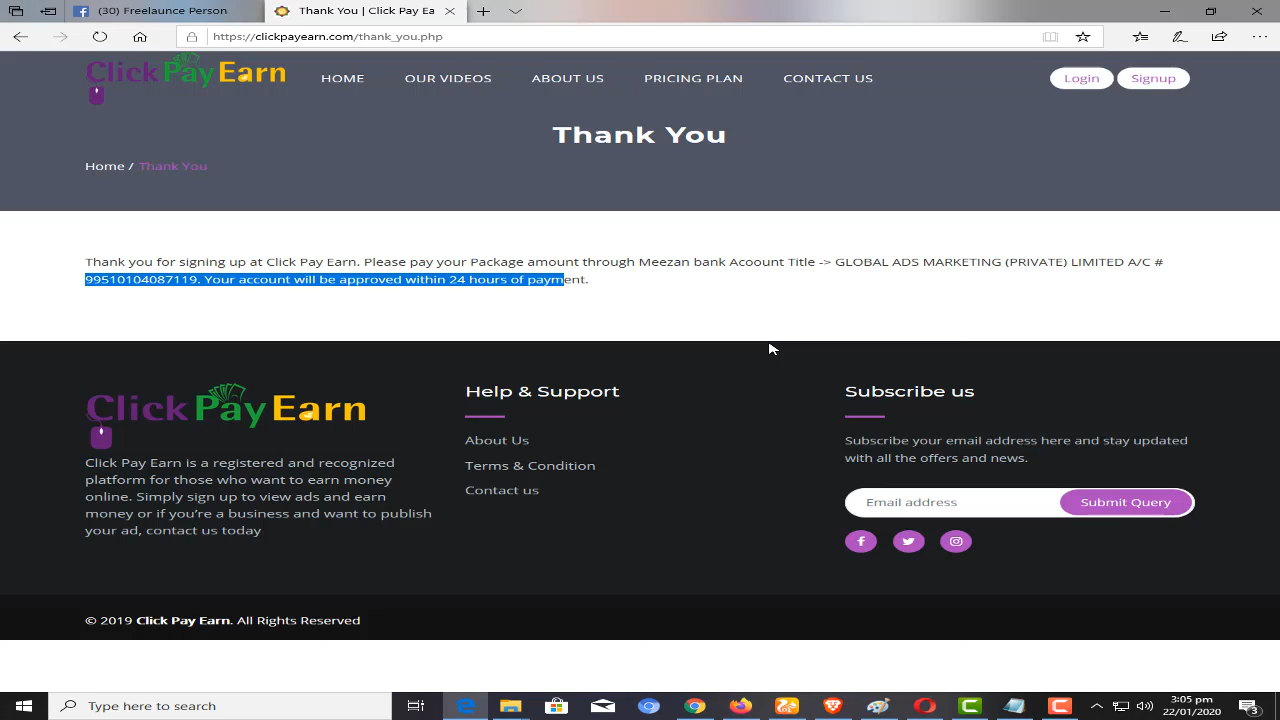 (30) Freelaunce Person
Thank You | Click Pay Ea
https://clickpayearn.com/thank_you.php
Click Pay Earn
HOME
OUR VIDEOS
ABOUT US
PRICING PLAN
CONTACT US
Login
Signup
Thank You
Home / Thank You
Thank you for signing up at Click Pay Earn. Please pay your Package amount through Meezan bank Acoount Title -> GLOBAL ADS MARKETING (PRIVATE) LIMITED A/C #
99510104087119. Your account will be approved within 24 hours of payment.
Click Pay Earn
Click Pay Earn is a registered and recognized
platform for those who want to earn money
online. Simply sign up to view ads and earn
money or if you're a business and want to publish
your ad, contact us today
Help & Support
About Us
Terms & Condition
Contact us
Subscribe us
Subscribe your email address here and stay updated
with all the offers and news.
Email address
Submit Query
© 2019 Click Pay Earn. All Rights Reserved
Type here to search
3:05 pm
22/01/2020
3